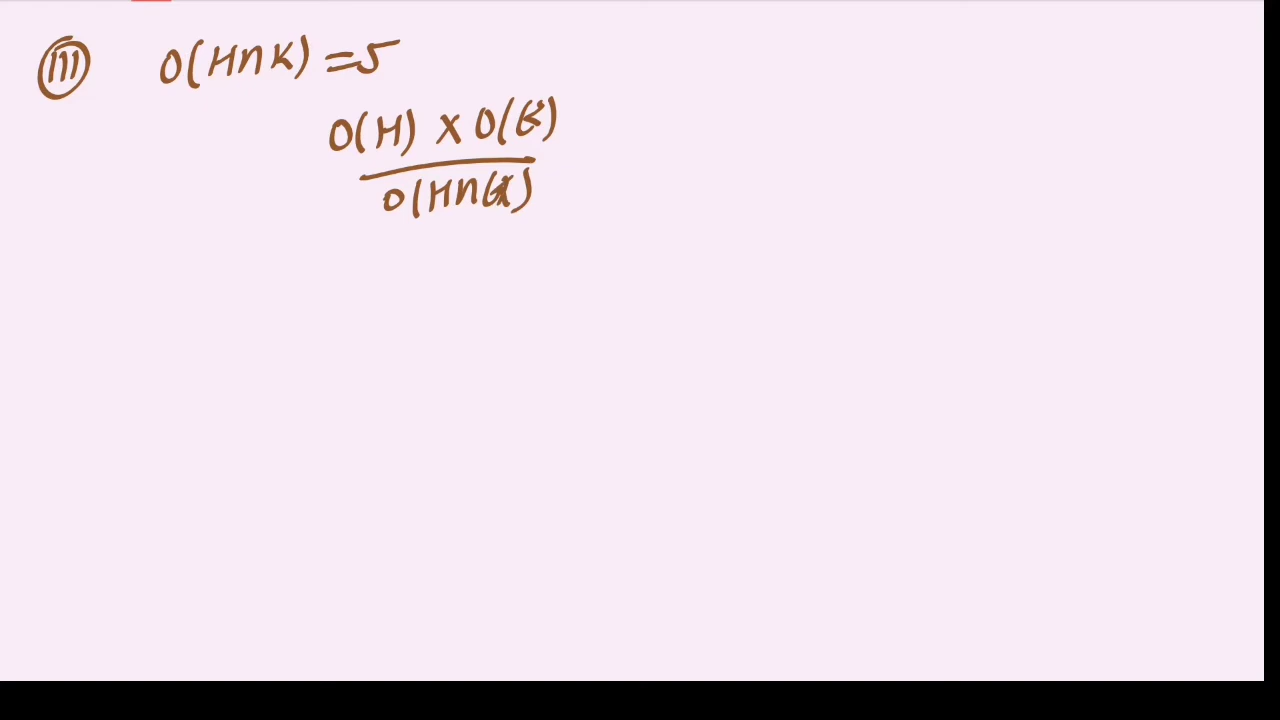 (III) O(H∩K) = 5
O(H) X O(K)
O(H∩K)